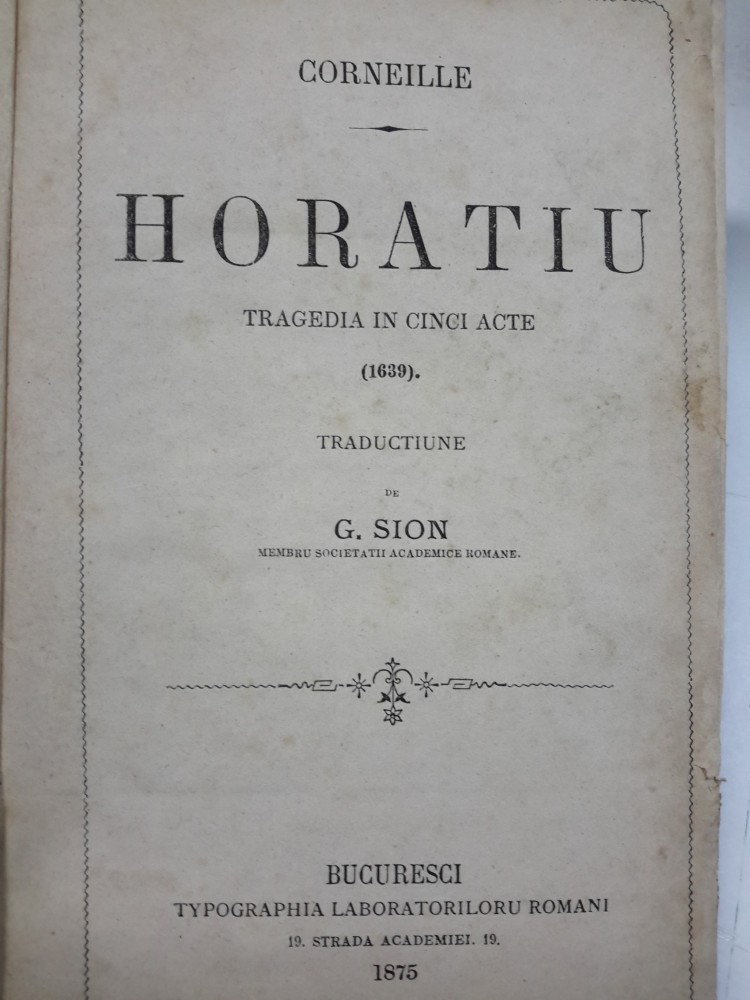 CORNEILLE
HORATIU
TRAGEDIA IN CINCI ACTE
(1639).
TRADUCTIUNE
DE
G. SION
MEMBRU SOCIETATII ACADEMICE ROMANE.
BUCURESCI
TYPOGRAPHIA LABORATORILORU ROMANI
19. STRADA ACADEMIEI. 19.
1875